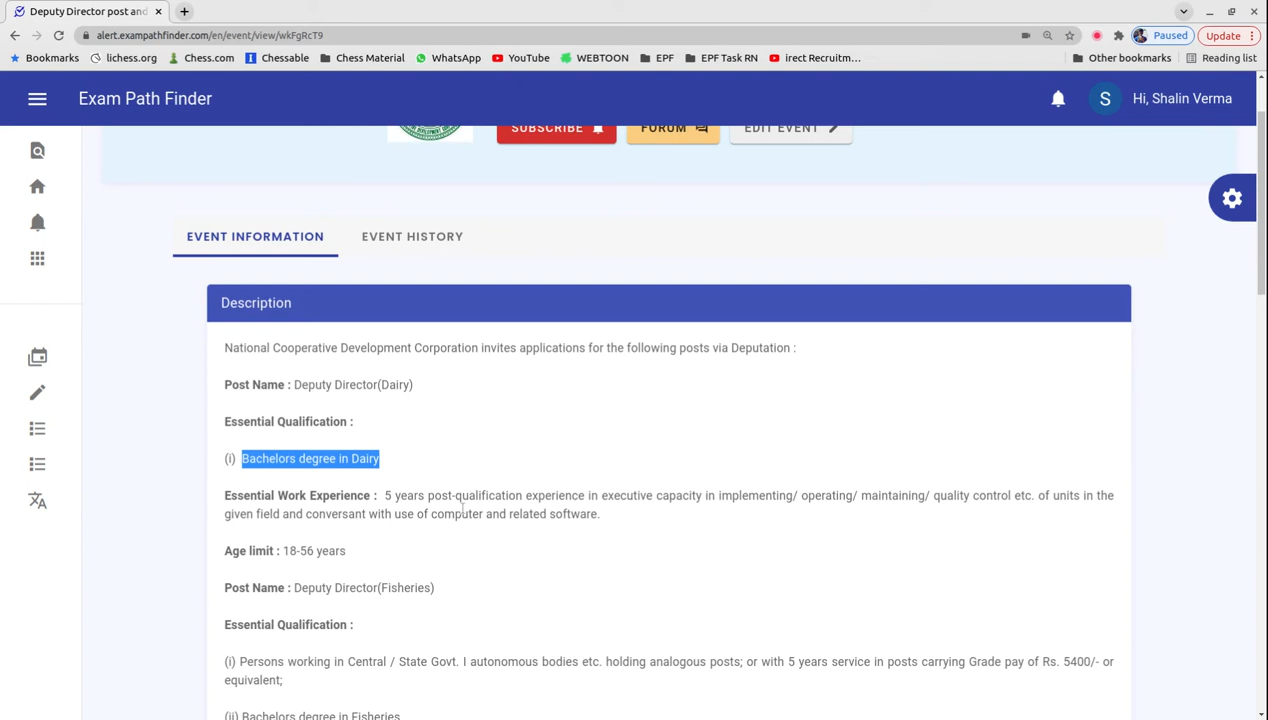 Deputy Director post and
alert.exampathfinder.com/en/event/view/wkFgRcT9
Paused
Update
Bookmarks
lichess.org
Chess.com
Chessable
Chess Material
WhatsApp
YouTube
WEBTOON
EPF
EPF Task RN
irect Recruitm...
Other bookmarks
Reading list
Exam Path Finder
S
Hi, Shalin Verma
SUBSCRIBE
FORUM
EDIT EVENT
EVENT INFORMATION
EVENT HISTORY
Description
National Cooperative Development Corporation invites applications for the following posts via Deputation :
Post Name : Deputy Director(Dairy)
Essential Qualification :
(i) Bachelors degree in Dairy
Essential Work Experience : 5 years post-qualification experience in executive capacity in implementing/ operating/ maintaining/ quality control etc. of units in the
given field and conversant with use of computer and related software.
Age limit : 18-56 years
Post Name : Deputy Director(Fisheries)
Essential Qualification :
(i) Persons working in Central / State Govt. I autonomous bodies etc. holding analogous posts; or with 5 years service in posts carrying Grade pay of Rs. 5400/- or
equivalent;
(ii) Bachelors degree in Fisheries